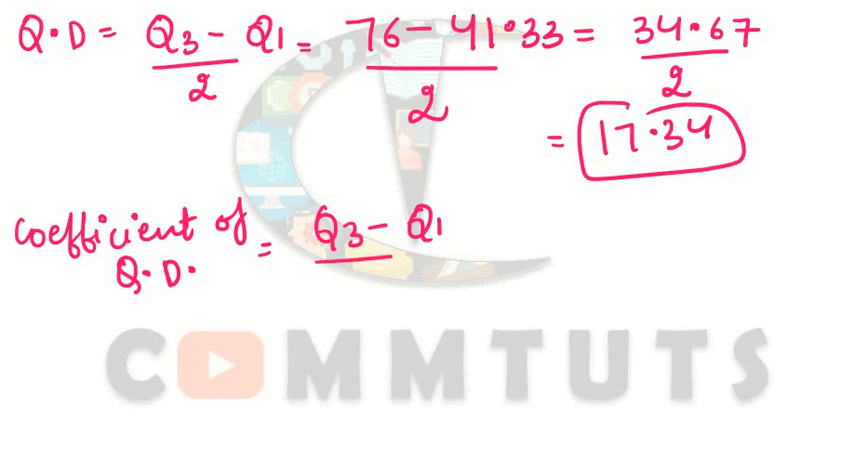 Q.D = Q3 - Q1 / 2 = 76 - 41.33 / 2 = 34.67 / 2
= 17.34
coefficient of Q.D. = Q3 - Q1
COMMTUTS